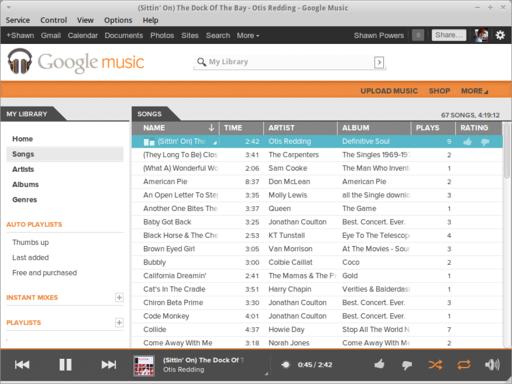 (Sittin' On) The Dock Of The Bay - Otis Redding - Google Music
Service Control View Options Help
+Shawn Gmail Calendar Documents Photos Sites Search More Shawn Powers 0 Share...
Google music My Library
UPLOAD MUSIC SHOP MORE
MY LIBRARY
Home
Songs
Artists
Albums
Genres
AUTO PLAYLISTS
Thumbs up
Last added
Free and purchased
INSTANT MIXES
PLAYLISTS
SONGS 67 SONGS, 4:19:12
NAME TIME ARTIST ALBUM PLAYS RATING
(Sittin' On) The 2:42 Otis Redding Definitive Soul 9
(They Long To Be) Clos 3:41 The Carpenters The Singles 1969-197 2
(What A) Wonderful Wo 2:06 Sam Cooke The Man Who Invent 1
American Pie 8:37 Don McLean American Pie 2
An Open Letter To Step 3:35 Molly Lewis all the Single downlo 3
Another One Bites The 3:37 Queen The Game 1
Baby Got Back 3:25 Jonathan Coulton Best. Concert. Ever. 3
Black Horse & The Che 2:53 KT Tunstall Eye To The Telescop 4
Brown Eyed Girl 3:05 Van Morrison At The Movies - Soun 3
Bubbly 3:00 Colbie Caillat Coco 2
California Dreamin' 2:41 The Mamas & The P Gold 1
Cat's In The Cradle 3:51 Harry Chapin Verities & Balderdas 1
Chiron Beta Prime 3:30 Jonathan Coulton Best. Concert. Ever. 3
Code Monkey 4:01 Jonathan Coulton Best. Concert. Ever. 1
Collide 4:37 Howie Day Stop All The World N 7
Come Away With Me 3:18 Norah Jones Come Away With Me 2
(Sittin' On) The Dock Of T
Otis Redding
0:45 / 2:42